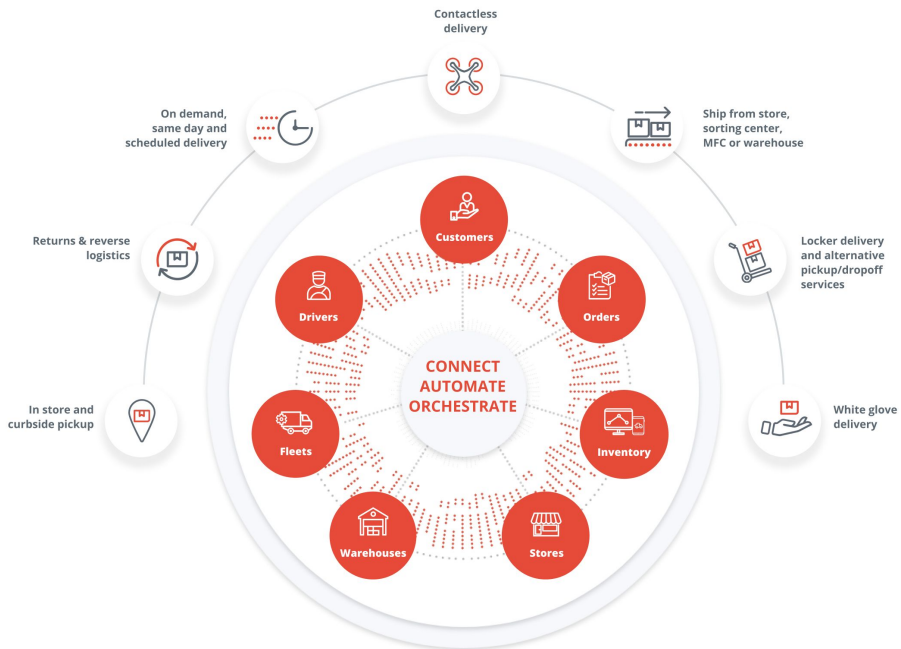 Contactless
delivery
On demand,
same day and
scheduled delivery
Ship from store,
sorting center,
MFC or warehouse
Returns & reverse
logistics
Locker delivery
and alternative
pickup/dropoff
services
In store and
curbside pickup
White glove
delivery
Customers
Drivers
Orders
CONNECT
AUTOMATE
ORCHESTRATE
Fleets
Inventory
Warehouses
Stores